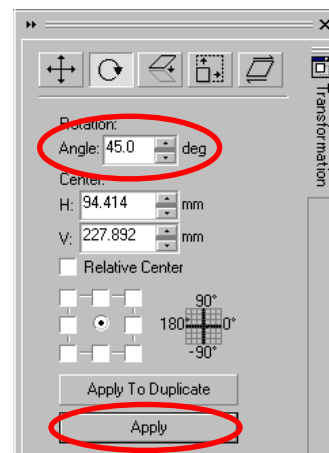 Rotation:
Angle: 45.0 deg
Center:
H: 94.414 mm
V: 227.892 mm
Relative Center
90°
180° 0°
-90°
Apply To Duplicate
Apply
Transformation